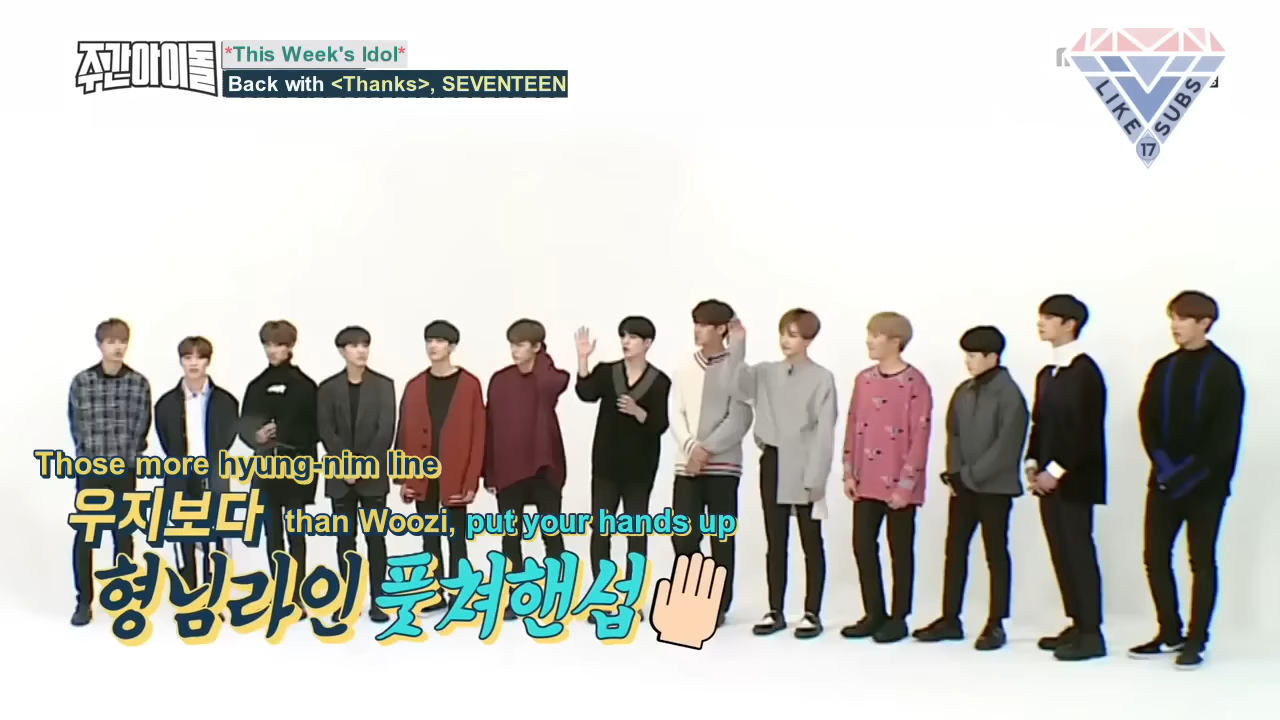 주간아이돌
*This Week's Idol*
Back with <Thanks>, SEVENTEEN
LIKE SUBS
17
Those more hyung-nim line
우지보다
than Woozi, put your hands up
형님라인 풋쳐핸섭